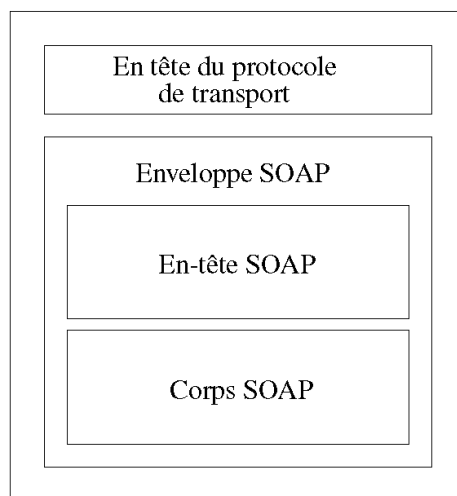 En tête du protocole
de transport
Enveloppe SOAP
En-tête SOAP
Corps SOAP